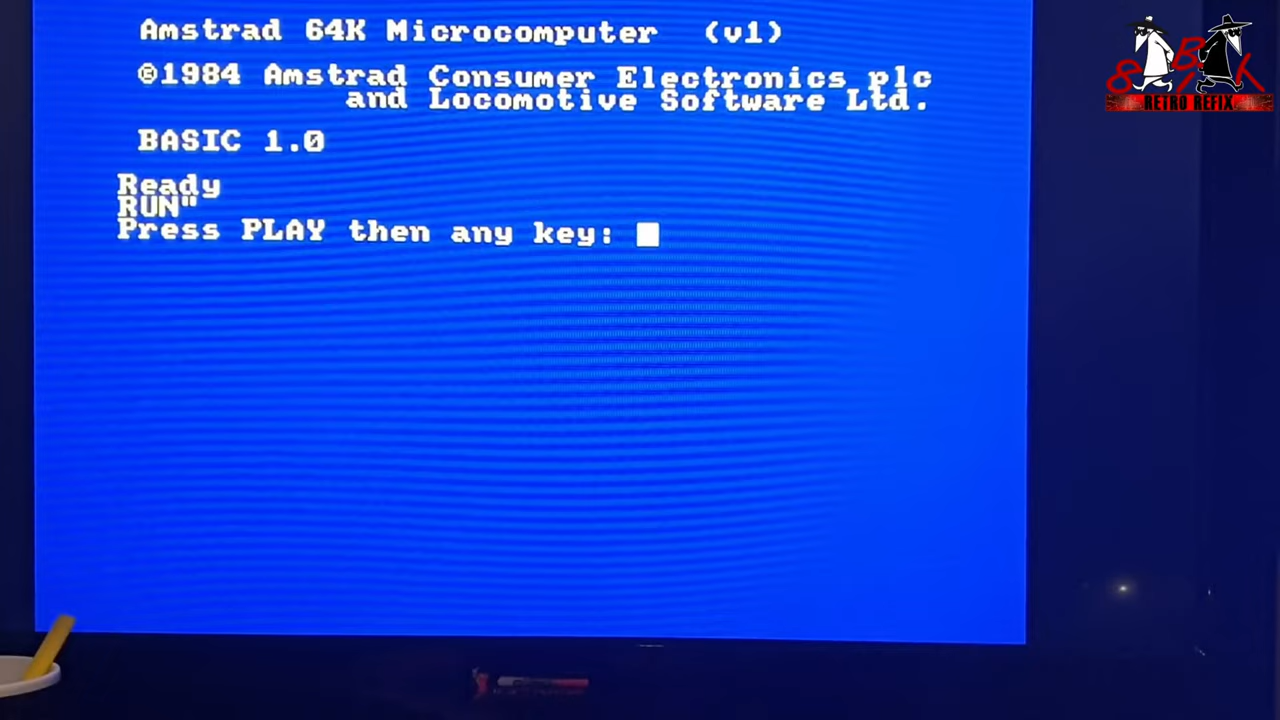 Amstrad 64K Microcomputer (v1)
©1984 Amstrad Consumer Electronics plc
and Locomotive Software Ltd.
BASIC 1.0
Ready
RUN"
Press PLAY then any key:
RETRO REFIX